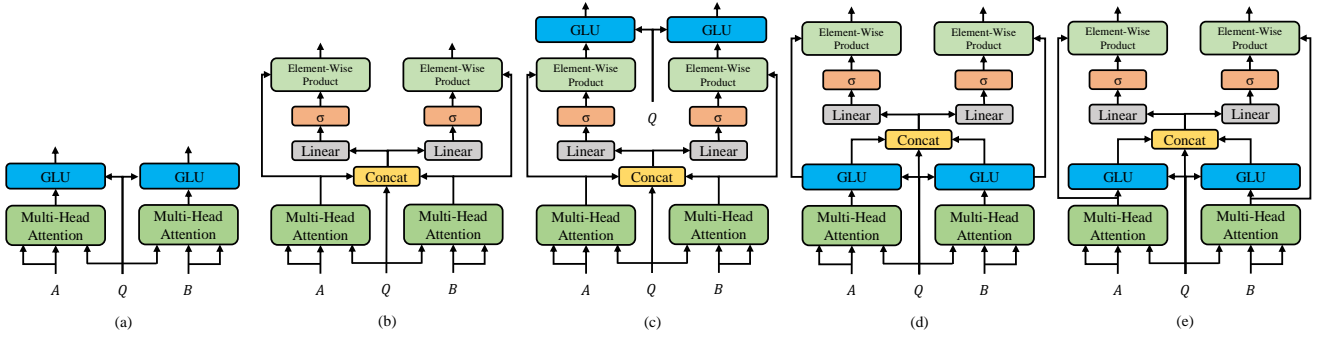 GLU
GLU
Multi-Head
Attention
Multi-Head
Attention
A
Q
B
(a)
Element-Wise
Product
Element-Wise
Product
σ
σ
Linear
Linear
Concat
Multi-Head
Attention
Multi-Head
Attention
A
Q
B
(b)
GLU
GLU
Element-Wise
Product
Element-Wise
Product
σ
Q
σ
Linear
Linear
Concat
Multi-Head
Attention
Multi-Head
Attention
A
Q
B
(c)
Element-Wise
Product
Element-Wise
Product
σ
σ
Linear
Linear
Concat
GLU
GLU
Multi-Head
Attention
Multi-Head
Attention
A
Q
B
(d)
Element-Wise
Product
Element-Wise
Product
σ
σ
Linear
Linear
Concat
GLU
GLU
Multi-Head
Attention
Multi-Head
Attention
A
Q
B
(e)